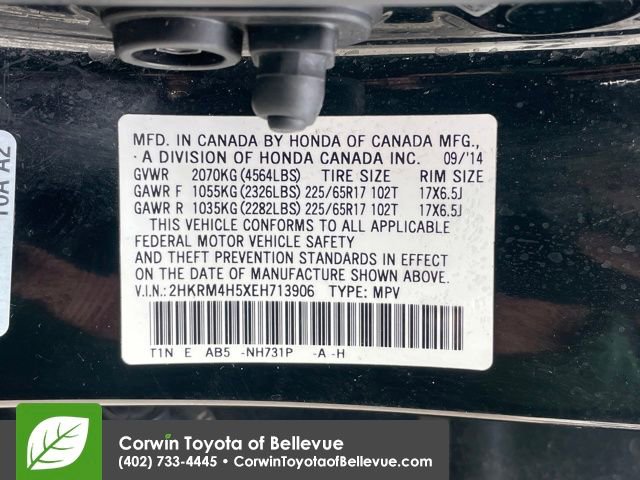 MFD. IN CANADA BY HONDA OF CANADA MFG.,
A DIVISION OF HONDA CANADA INC. 09/'14
GVWR 2070KG(4564LBS) TIRE SIZE RIM SIZE
GAWR F 1055KG(2326LBS) 225/65R17 102T 17X6.5J
GAWR R 1035KG(2282LBS) 225/65R17 102T 17X6.5J
THIS VEHICLE CONFORMS TO ALL APPLICABLE
FEDERAL MOTOR VEHICLE SAFETY
AND THEFT PREVENTION STANDARDS IN EFFECT
ON THE DATE OF MANUFACTURE SHOWN ABOVE.
V.I.N.:2HKRM4H5XEH713906 TYPE: MPV
T1N E AB5 -NH731P -A -H
10A A2
Corwin Toyota of Bellevue
(402) 733-4445 • CorwinToyotaofBellevue.com